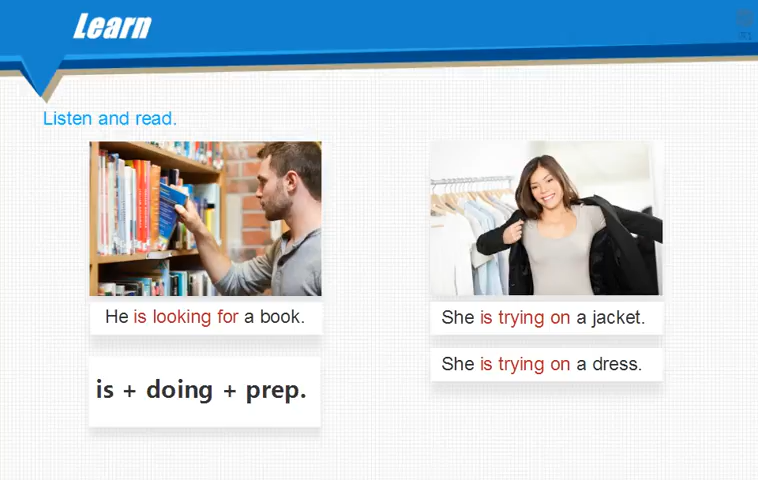 Learn
Listen and read.
He is looking for a book.
is + doing + prep.
She is trying on a jacket.
She is trying on a dress.